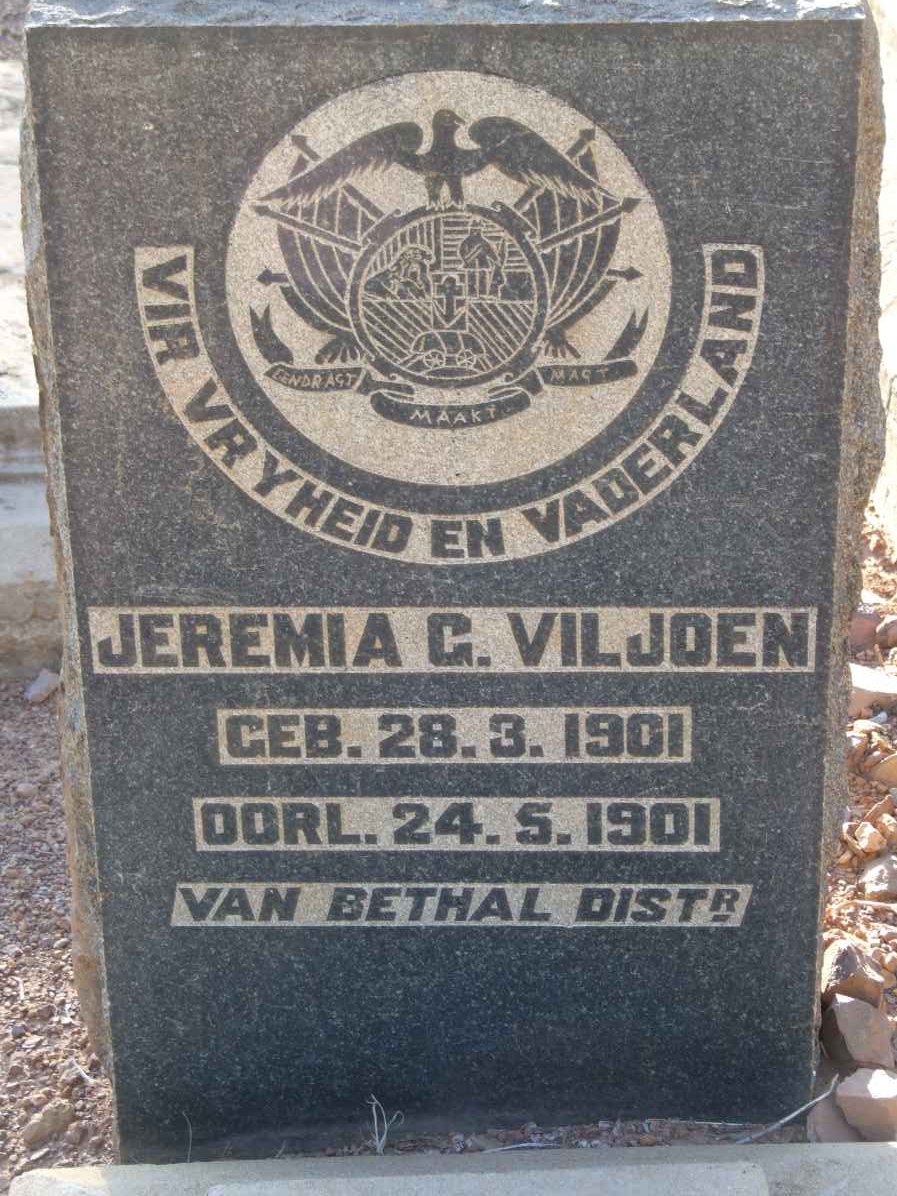 EENDRAGT MAAKT MAGT
VIR VRYHEID EN VADERLAND
JEREMIA G. VILJOEN
GEB. 28. 3. 1901
OORL. 24. 5. 1901
VAN BETHAL DISTR